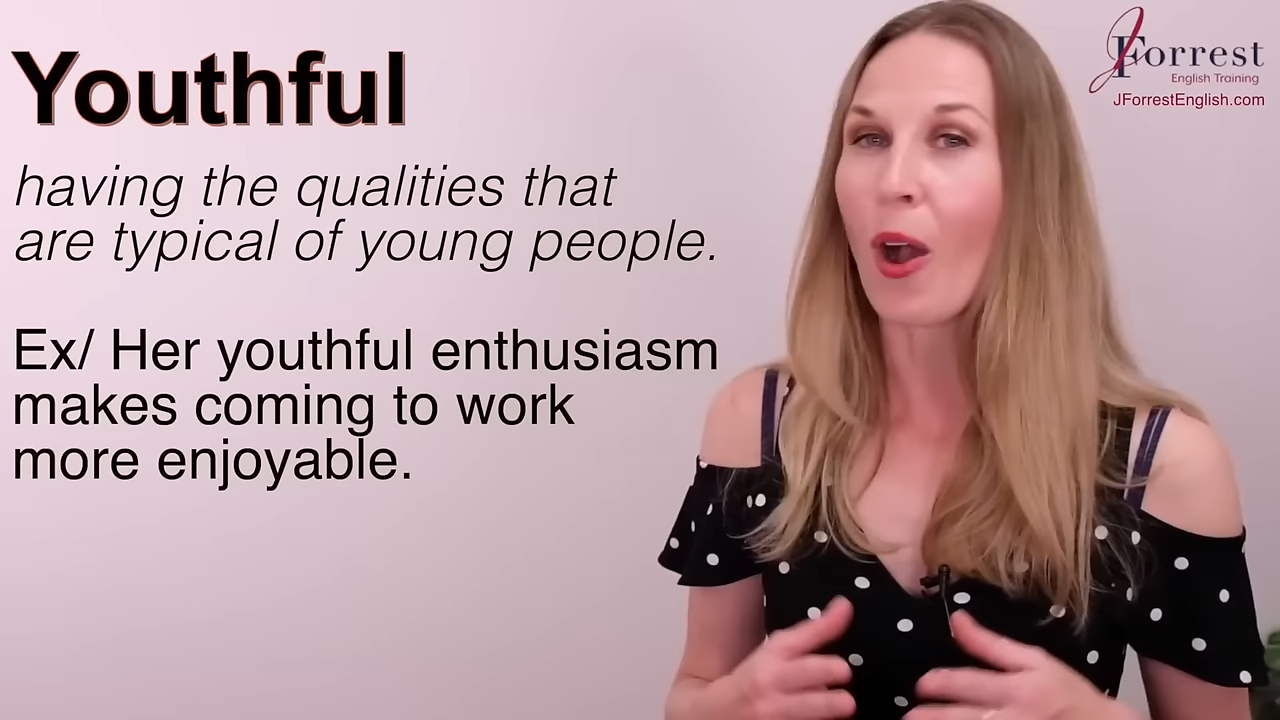 Youthful
having the qualities that
are typical of young people.
Ex/ Her youthful enthusiasm
makes coming to work
more enjoyable.
JForrest
English Training
JForrestEnglish.com